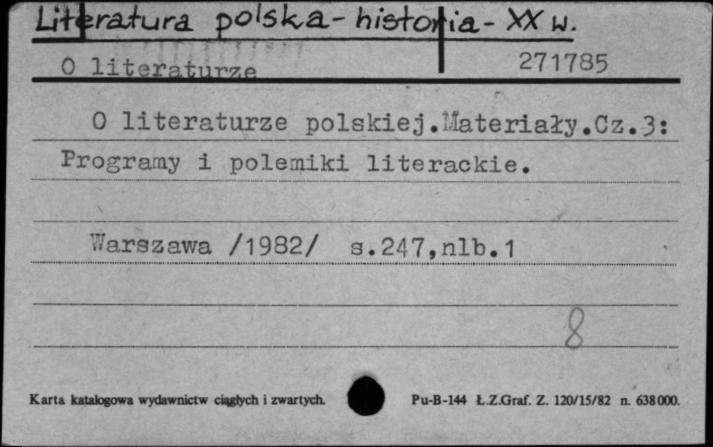 Literatura polska - historia - XX w.
O literaturze 271785
O literaturze polskiej.Materiały.Cz.3:
Programy i polemiki literackie.
Warszawa /1982/ s.247,nlb.1
8
Karta katalogowa wydawnictw ciągłych i zwartych. Pu-B-144 Ł.Z.Graf. Z. 120/15/82 n. 638000.